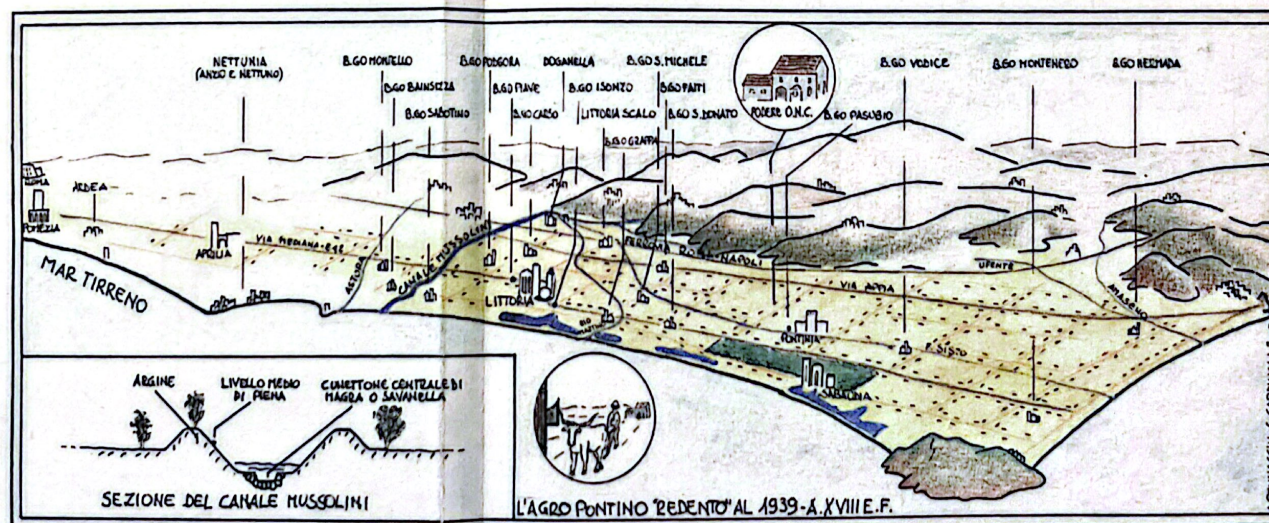 NETTUNIA
(ANZIO E NETTUNO)
B.GO MONTELLO
B.GO BAINSIZZA
B.GO SABOTINO
B.GO PODGORA
B.GO PIAVE
B.GO CARSO
DOGANELLA
B.GO ISONZO
LITTORIA SCALO
B.GO GRAPPA
B.GO S. MICHELE
B.GO FAITI
B.GO S. DONATO
PODERE O.N.C.
B.GO PASUBIO
B.GO VODICE
B.GO MONTENERO
B.GO HERMADA
ROMA
POMEZIA
ARDEA
APRILIA
VIA MEDIANA
ASTURA
CANALE MUSSOLINI
MAR TIRRENO
LITTORIA
RIO MARTINO
FERROVIA ROMA-NAPOLI
VIA APPIA
UFENTE
AMASENO
F. SISTO
PONTINIA
SABAUDIA
ARGINE
LIVELLO MEDIO
DI PIENA
CUNETTONE CENTRALE DI
MAGRA O SAVANELLA
SEZIONE DEL CANALE MUSSOLINI
L'AGRO PONTINO "REDENTO" AL 1939-A. XVIII E.F.